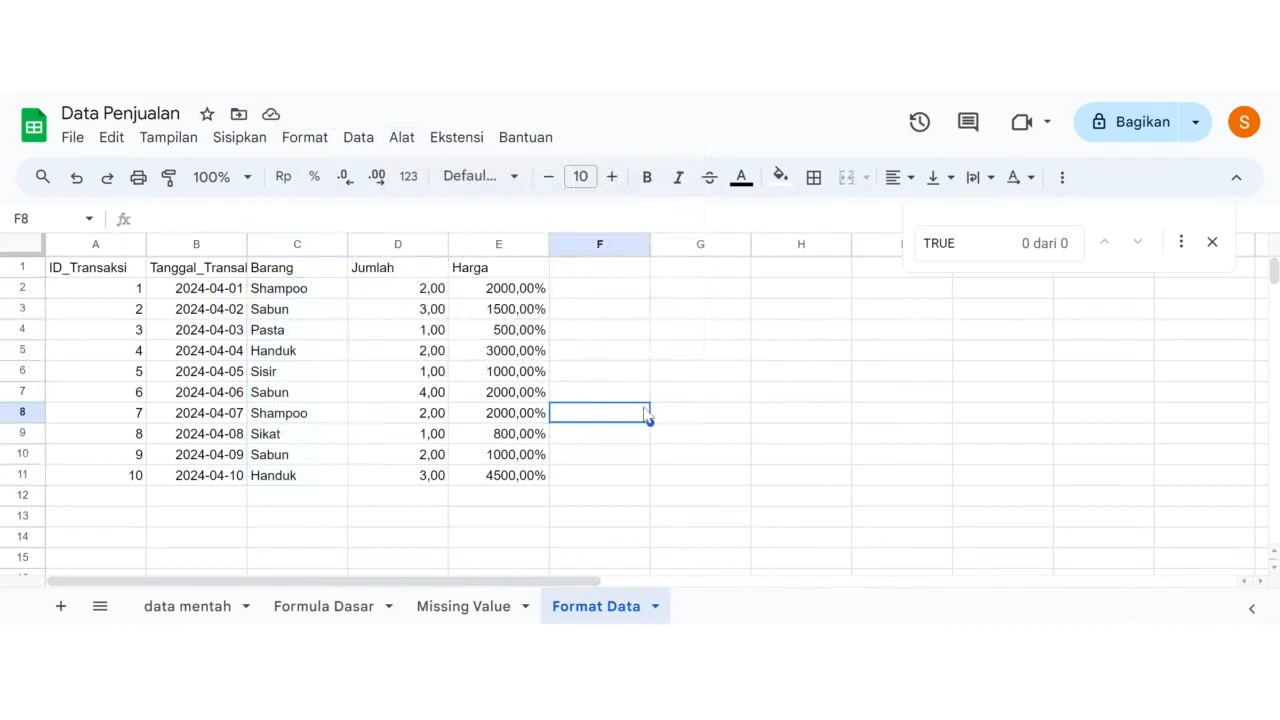 Data Penjualan
File Edit Tampilan Sisipkan Format Data Alat Ekstensi Bantuan
Bagikan
S
100% Rp % .0 .00 123 Defaul... 10 B I A
F8 fx
TRUE 0 dari 0
A B C D E F G H
1 ID_Transaksi Tanggal_Transal Barang Jumlah Harga
2 1 2024-04-01 Shampoo 2,00 2000,00%
3 2 2024-04-02 Sabun 3,00 1500,00%
4 3 2024-04-03 Pasta 1,00 500,00%
5 4 2024-04-04 Handuk 2,00 3000,00%
6 5 2024-04-05 Sisir 1,00 1000,00%
7 6 2024-04-06 Sabun 4,00 2000,00%
8 7 2024-04-07 Shampoo 2,00 2000,00%
9 8 2024-04-08 Sikat 1,00 800,00%
10 9 2024-04-09 Sabun 2,00 1000,00%
11 10 2024-04-10 Handuk 3,00 4500,00%
12
13
14
15
data mentah Formula Dasar Missing Value Format Data